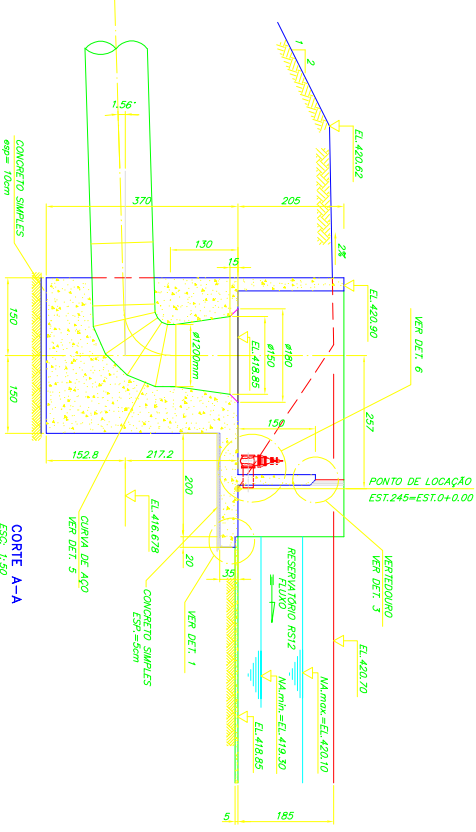 1
2
EL.420.62
1.56°
CONCRETO SIMPLES
esp= 10cm
370
205
2%
130
15
EL.420.90
150
150
Ø1200mm
EL.418.85
Ø150
Ø180
VER DET. 6
257
150
152.8
217.2
200
20
35
EL.416.678
CURVA DE AÇO
VER DET. 5
PONTO DE LOCAÇÃO
EST.245=EST.0+0.00
VERTEDOURO
VER DET. 3
RESERVATÓRIO RS12
FLUXO
CONCRETO SIMPLES
ESP.=5cm
VER DET. 1
EL.420.70
NA.max.=EL.420.10
NA.min.=EL.419.30
EL.418.85
CORTE A-A
ESC. 1:50
5
185